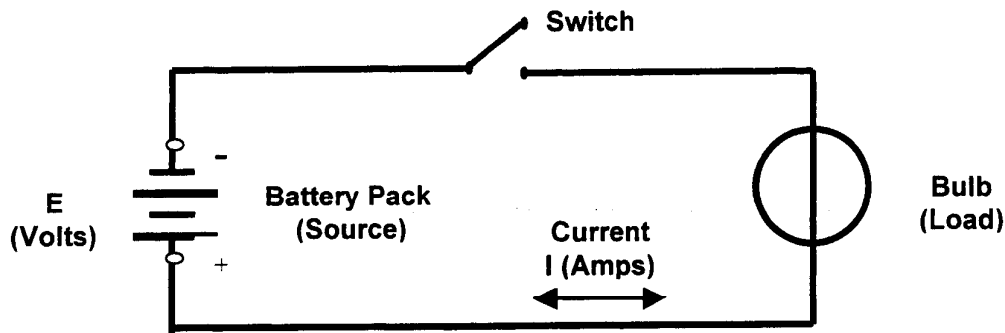 Switch
-
E
(Volts)
Battery Pack
(Source)
+
Current
I (Amps)
Bulb
(Load)